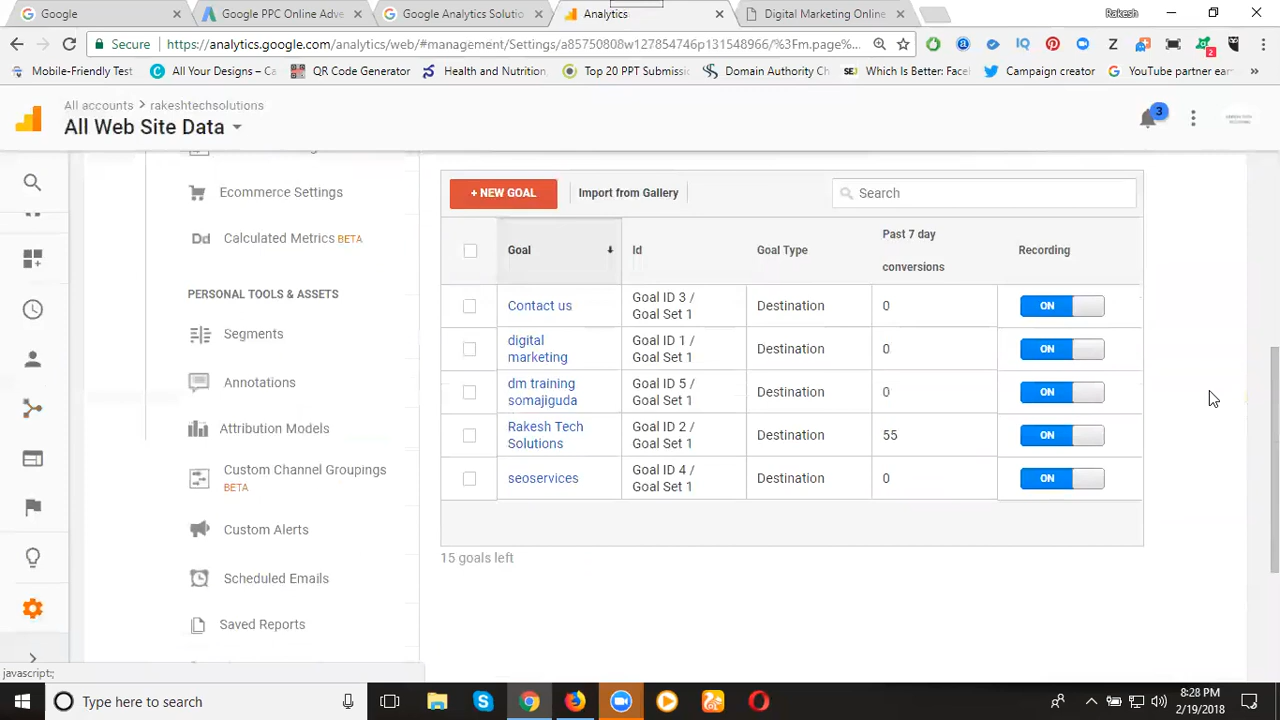 Google
Google PPC Online Adve
Google Analytics Solutio
Analytics
Digital Marketing Online
Rakesh
Secure
https://analytics.google.com/analytics/web/#management/Settings/a85750808w127854746p131548966/%3Fm.page%...
Mobile-Friendly Test
All Your Designs – Ca
QR Code Generator
Health and Nutrition
Top 20 PPT Submissi
Domain Authority Ch
SEJ
Which Is Better: Facel
Campaign creator
YouTube partner earn
»
All accounts > rakeshtechsolutions
All Web Site Data
3
Ecommerce Settings
Dd Calculated Metrics BETA
PERSONAL TOOLS & ASSETS
Segments
Annotations
Attribution Models
Custom Channel Groupings
BETA
Custom Alerts
Scheduled Emails
Saved Reports
+ NEW GOAL
Import from Gallery
Search
Goal
Id
Goal Type
Past 7 day
conversions
Recording
Contact us
Goal ID 3 /
Goal Set 1
Destination
0
ON
digital
marketing
Goal ID 1 /
Goal Set 1
Destination
0
ON
dm training
somajiguda
Goal ID 5 /
Goal Set 1
Destination
0
ON
Rakesh Tech
Solutions
Goal ID 2 /
Goal Set 1
Destination
55
ON
seoservices
Goal ID 4 /
Goal Set 1
Destination
0
ON
15 goals left
javascript:;
Type here to search
8:28 PM
2/19/2018